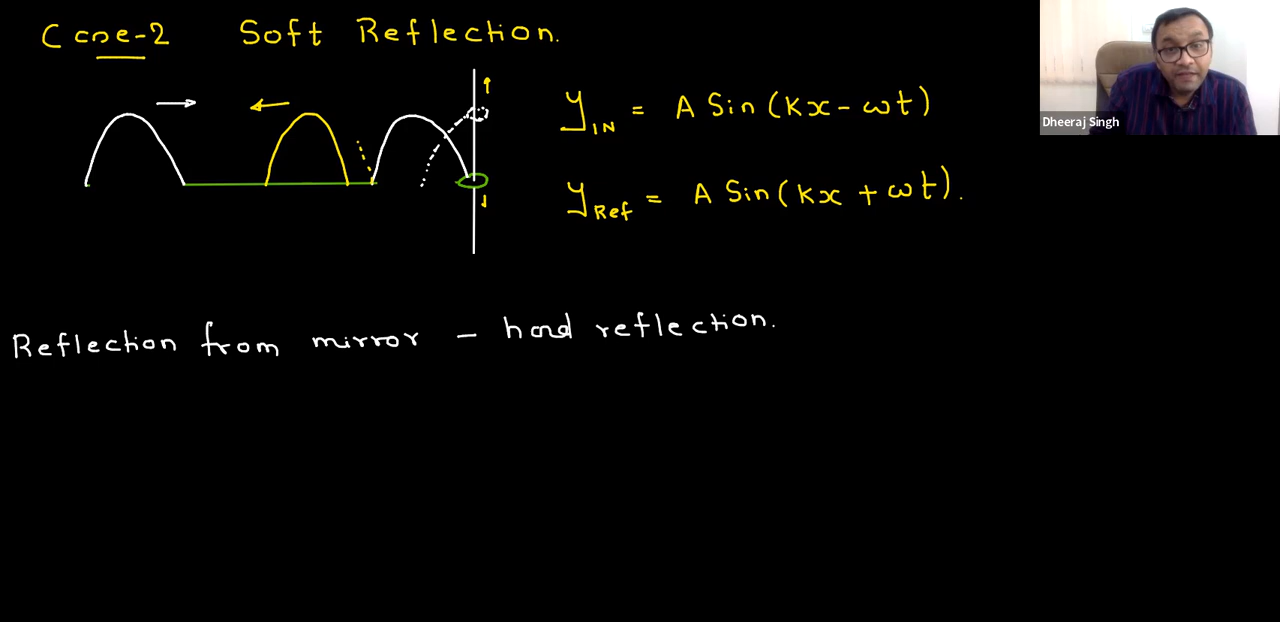 Case-2 Soft Reflection.
y_IN = A Sin (kx - ωt)
y_Ref = A Sin (kx + ωt).
Dheeraj Singh
Reflection from mirror - hard reflection.